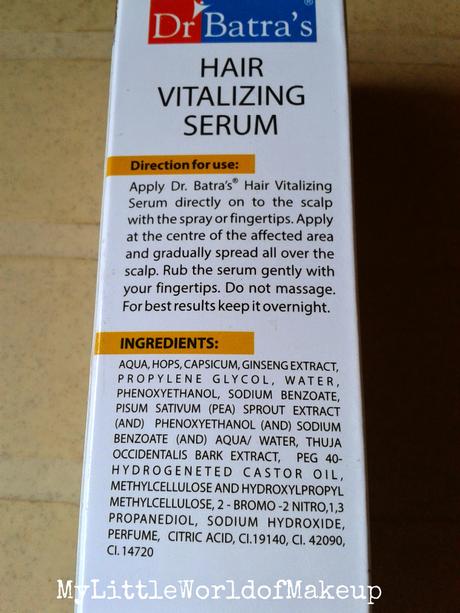 Dr Batra's®
HAIR
VITALIZING
SERUM
Direction for use:
Apply Dr. Batra's® Hair Vitalizing
Serum directly on to the scalp
with the spray or fingertips. Apply
at the centre of the affected area
and gradually spread all over the
scalp. Rub the serum gently with
your fingertips. Do not massage.
For best results keep it overnight.
INGREDIENTS:
AQUA, HOPS, CAPSICUM, GINSENG EXTRACT,
PROPYLENE GLYCOL, WATER,
PHENOXYETHANOL, SODIUM BENZOATE,
PISUM SATIVUM (PEA) SPROUT EXTRACT
(AND) PHENOXYETHANOL (AND) SODIUM
BENZOATE (AND) AQUA/ WATER, THUJA
OCCIDENTALIS BARK EXTRACT, PEG 40-
HYDROGENETED CASTOR OIL,
METHYLCELLULOSE AND HYDROXYLPROPYL
METHYLCELLULOSE, 2 - BROMO -2 NITRO,1,3
PROPANEDIOL, SODIUM HYDROXIDE,
PERFUME, CITRIC ACID, CI.19140, CI. 42090,
CI. 14720
MyLittleWorldofMakeup